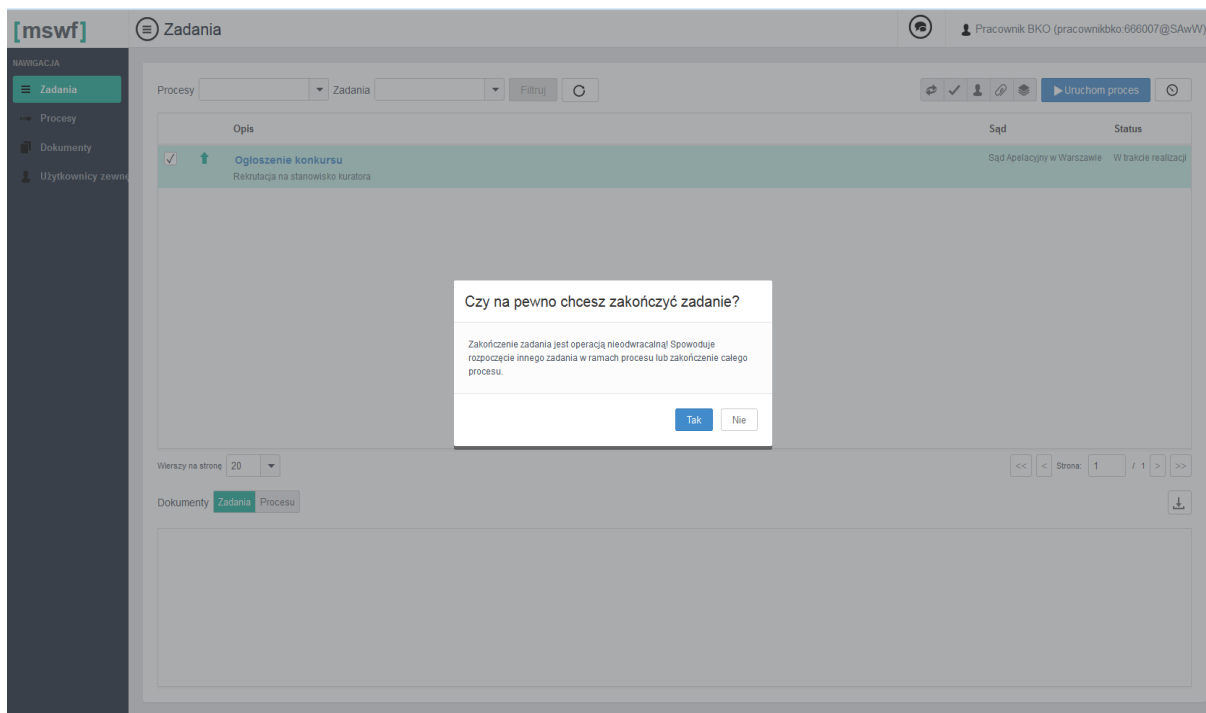 [mswf]
Zadania
Pracownik BKO (pracownikbko:666007@SAwW)
NAWIGACJA
Zadania
Procesy
Dokumenty
Użytkownicy zewnę
Procesy Zadania Filtruj Uruchom proces
Opis Sąd Status
Ogłoszenie konkursu Sąd Apelacyjny w Warszawie W trakcie realizacji
Rekrutacja na stanowisko kuratora
Czy na pewno chcesz zakończyć zadanie?
Zakończenie zadania jest operacją nieodwracalną! Spowoduje
rozpoczęcie innego zadania w ramach procesu lub zakończenie całego
procesu.
Tak Nie
Wierszy na stronę 20 << < Strona: 1 / 1 > >>
Dokumenty Zadania Procesu